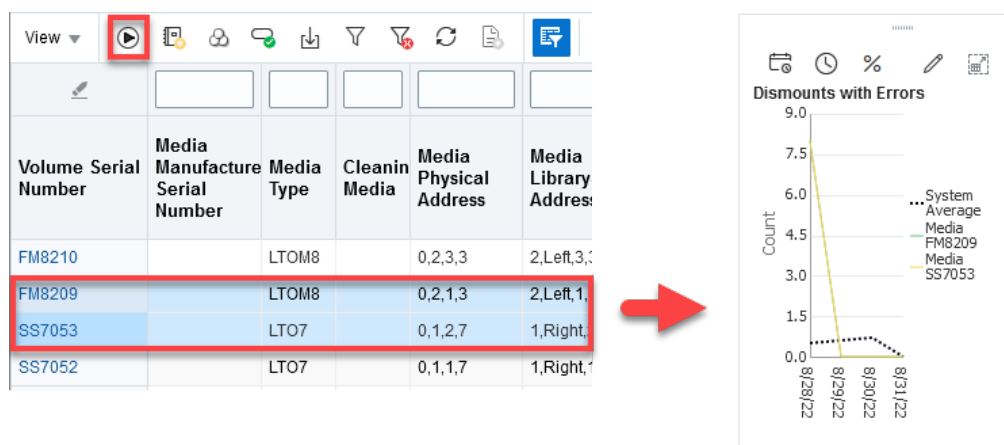 View
Volume Serial Number
Media Manufacture Serial Number
Media Type
Cleanin Media
Media Physical Address
Media Library Addres
FM8210 LTOM8 0,2,3,3 2,Left,3,
FM8209 LTOM8 0,2,1,3 2,Left,1,
SS7053 LTO7 0,1,2,7 1,Right,
SS7052 LTO7 0,1,1,7 1,Right,1
Dismounts with Errors
9.0
7.5
6.0
4.5
3.0
1.5
0.0
Count
8/28/22
8/29/22
8/30/22
8/31/22
System
Average
Media
FM8209
Media
SS7053